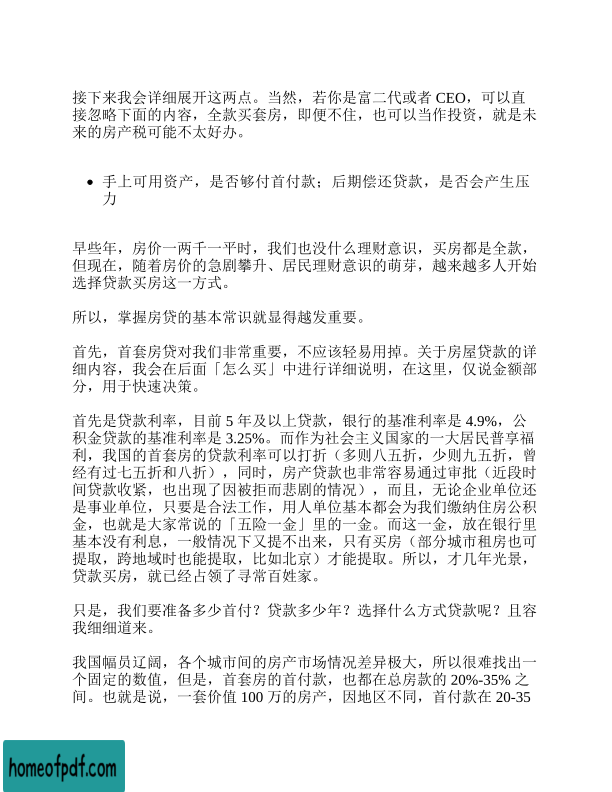 接下来我会详细展开这两点。当然，若你是富二代或者 CEO，可以直
接忽略下面的内容，全款买套房，即便不住，也可以当作投资，就是未
来的房产税可能不太好办。
• 手上可用资产，是否够付首付款；后期偿还贷款，是否会产生压
力
早些年，房价一两千一平时，我们也没什么理财意识，买房都是全款，
但现在，随着房价的急剧攀升、居民理财意识的萌芽，越来越多人开始
选择贷款买房这一方式。
所以，掌握房贷的基本常识就显得越发重要。
首先，首套房贷对我们非常重要，不应该轻易用掉。关于房屋贷款的详
细内容，我会在后面「怎么买」中进行详细说明，在这里，仅说金额部
分，用于快速决策。
首先是贷款利率，目前 5 年及以上贷款，银行的基准利率是 4.9%，公
积金贷款的基准利率是 3.25%。而作为社会主义国家的一大居民普享福
利，我国的首套房的贷款利率可以打折（多则八五折，少则九五折，曾
经有过七五折和八折），同时，房产贷款也非常容易通过审批（近段时
间贷款收紧，也出现了因被拒而悲剧的情况），而且，无论企业单位还
是事业单位，只要是合法工作，用人单位基本都会为我们缴纳住房公积
金，也就是大家常说的「五险一金」里的一金。而这一金，放在银行里
基本没有利息，一般情况下又提不出来，只有买房（部分城市租房也可
提取，跨地域时也能提取，比如北京）才能提取。所以，才几年光景，
贷款买房，就已经占领了寻常百姓家。
只是，我们要准备多少首付？贷款多少年？选择什么方式贷款呢？且容
我细细道来。
我国幅员辽阔，各个城市间的房产市场情况差异极大，所以很难找出一
个固定的数值，但是，首套房的首付款，也都在总房款的 20%-35% 之
间。也就是说，一套价值 100 万的房产，因地区不同，首付款在 20-35
homeofpdf.com